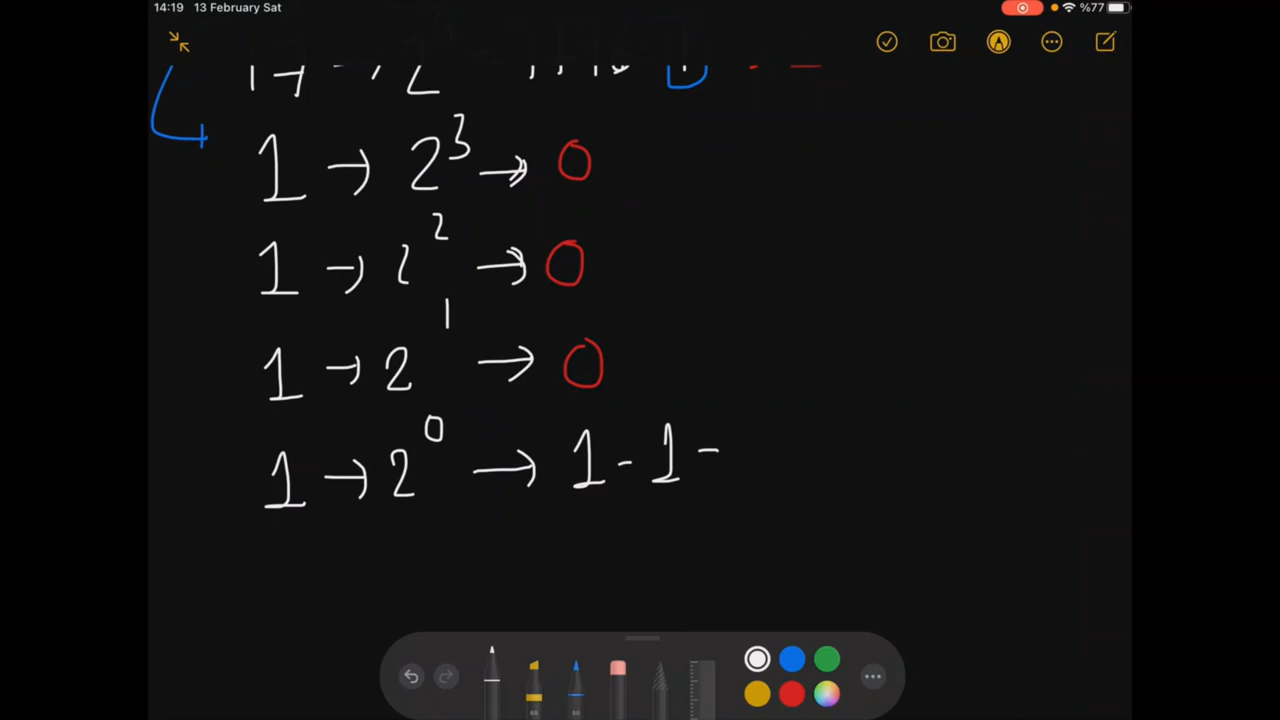 14:19 13 February Sat %77
1 → 2³ → 0
1 → 2² → 0
1 → 2¹ → 0
1 → 2⁰ → 1 - 1 -